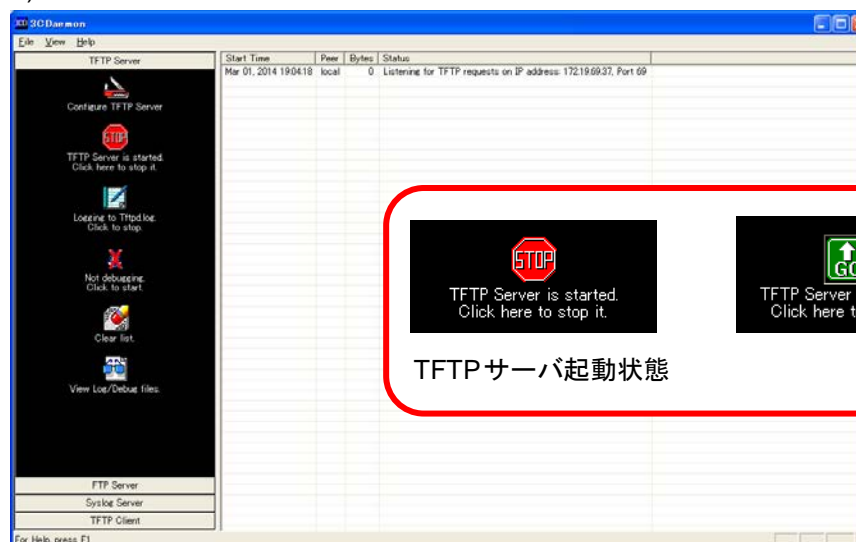 3CDaemon
File View Help
TFTP Server
Start Time Peer Bytes Status
Mar 01, 2014 19:04:18 local 0 Listening for TFTP requests on IP address: 172.19.69.37, Port 69
Configure TFTP Server
STOP
TFTP Server is started.
Click here to stop it.
Logging to Tftpd.log.
Click to stop.
Not debugging.
Click to start.
Clear list.
View Log/Debug files.
STOP
TFTP Server is started.
Click here to stop it.
TFTPサーバ起動状態
GO
TFTP Server
Click here t
FTP Server
Syslog Server
TFTP Client
For Help, press F1